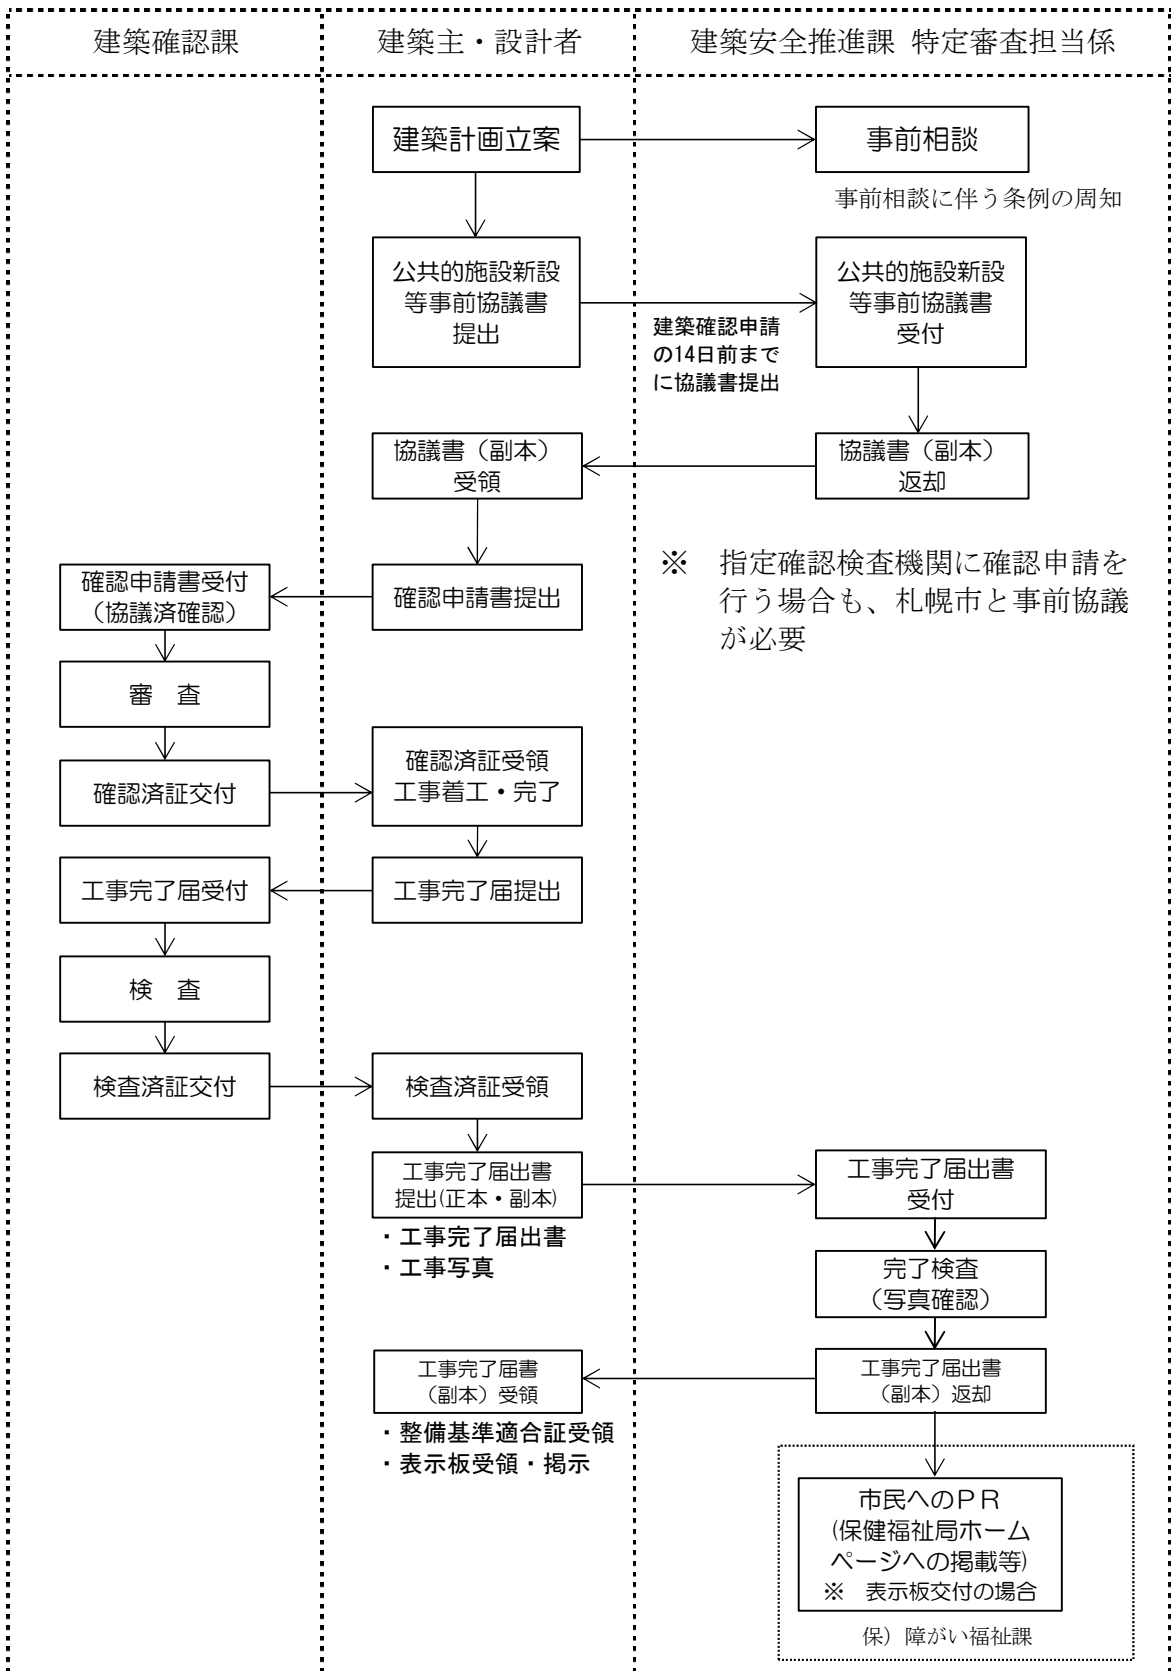 建築確認課
建築主・設計者
建築安全推進課 特定審査担当係
建築計画立案
事前相談
事前相談に伴う条例の周知
公共的施設新設
等事前協議書
提出
建築確認申請
の14日前まで
に協議書提出
公共的施設新設
等事前協議書
受付
協議書（副本）
受領
協議書（副本）
返却
※ 指定確認検査機関に確認申請を
行う場合も、札幌市と事前協議
が必要
確認申請書受付
（協議済確認）
確認申請書提出
審 査
確認済証交付
確認済証受領
工事着工・完了
工事完了届受付
工事完了届提出
検 査
検査済証交付
検査済証受領
工事完了届出書
提出(正本・副本)
・工事完了届出書
・工事写真
工事完了届出書
受付
完了検査
（写真確認）
工事完了届書
（副本）受領
・整備基準適合証受領
・表示板受領・掲示
工事完了届出書
（副本）返却
市民へのＰＲ
(保健福祉局ホーム
ページへの掲載等)
※ 表示板交付の場合
保）障がい福祉課